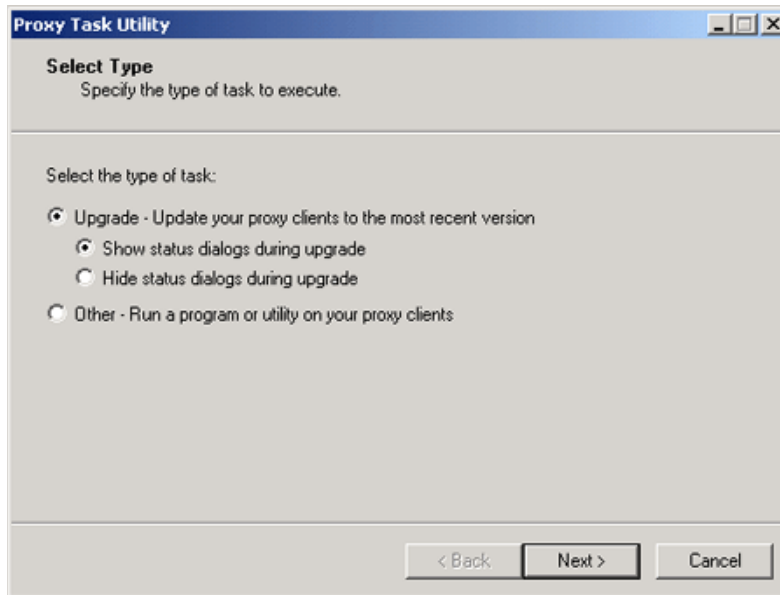 Proxy Task Utility
Select Type
Specify the type of task to execute.
Select the type of task:
Upgrade - Update your proxy clients to the most recent version
Show status dialogs during upgrade
Hide status dialogs during upgrade
Other - Run a program or utility on your proxy clients
< Back
Next >
Cancel